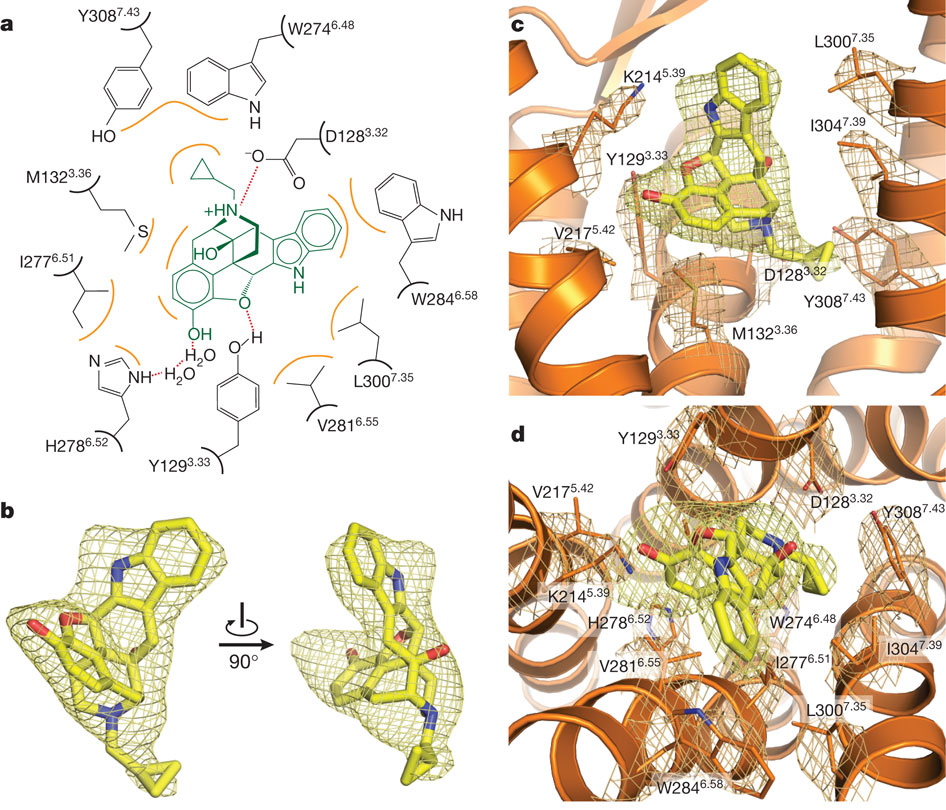 a
Y308^7.43
W274^6.48
HO
N
H
D128^3.32
−O
O
M132^3.36
S
+HN
HO
NH
N
H
W284^6.58
I277^6.51
O
OH
H
O
H₂O
H₂O
N
NH
L300^7.35
V281^6.55
H278^6.52
Y129^3.33
b
90°
c
L300^7.35
K214^5.39
I304^7.39
Y129^3.33
V217^5.42
D128^3.32
Y308^7.43
M132^3.36
d
Y129^3.33
V217^5.42
D128^3.32
Y308^7.43
K214^5.39
H278^6.52
W274^6.48
V281^6.55
I277^6.51
I304^7.39
L300^7.35
W284^6.58